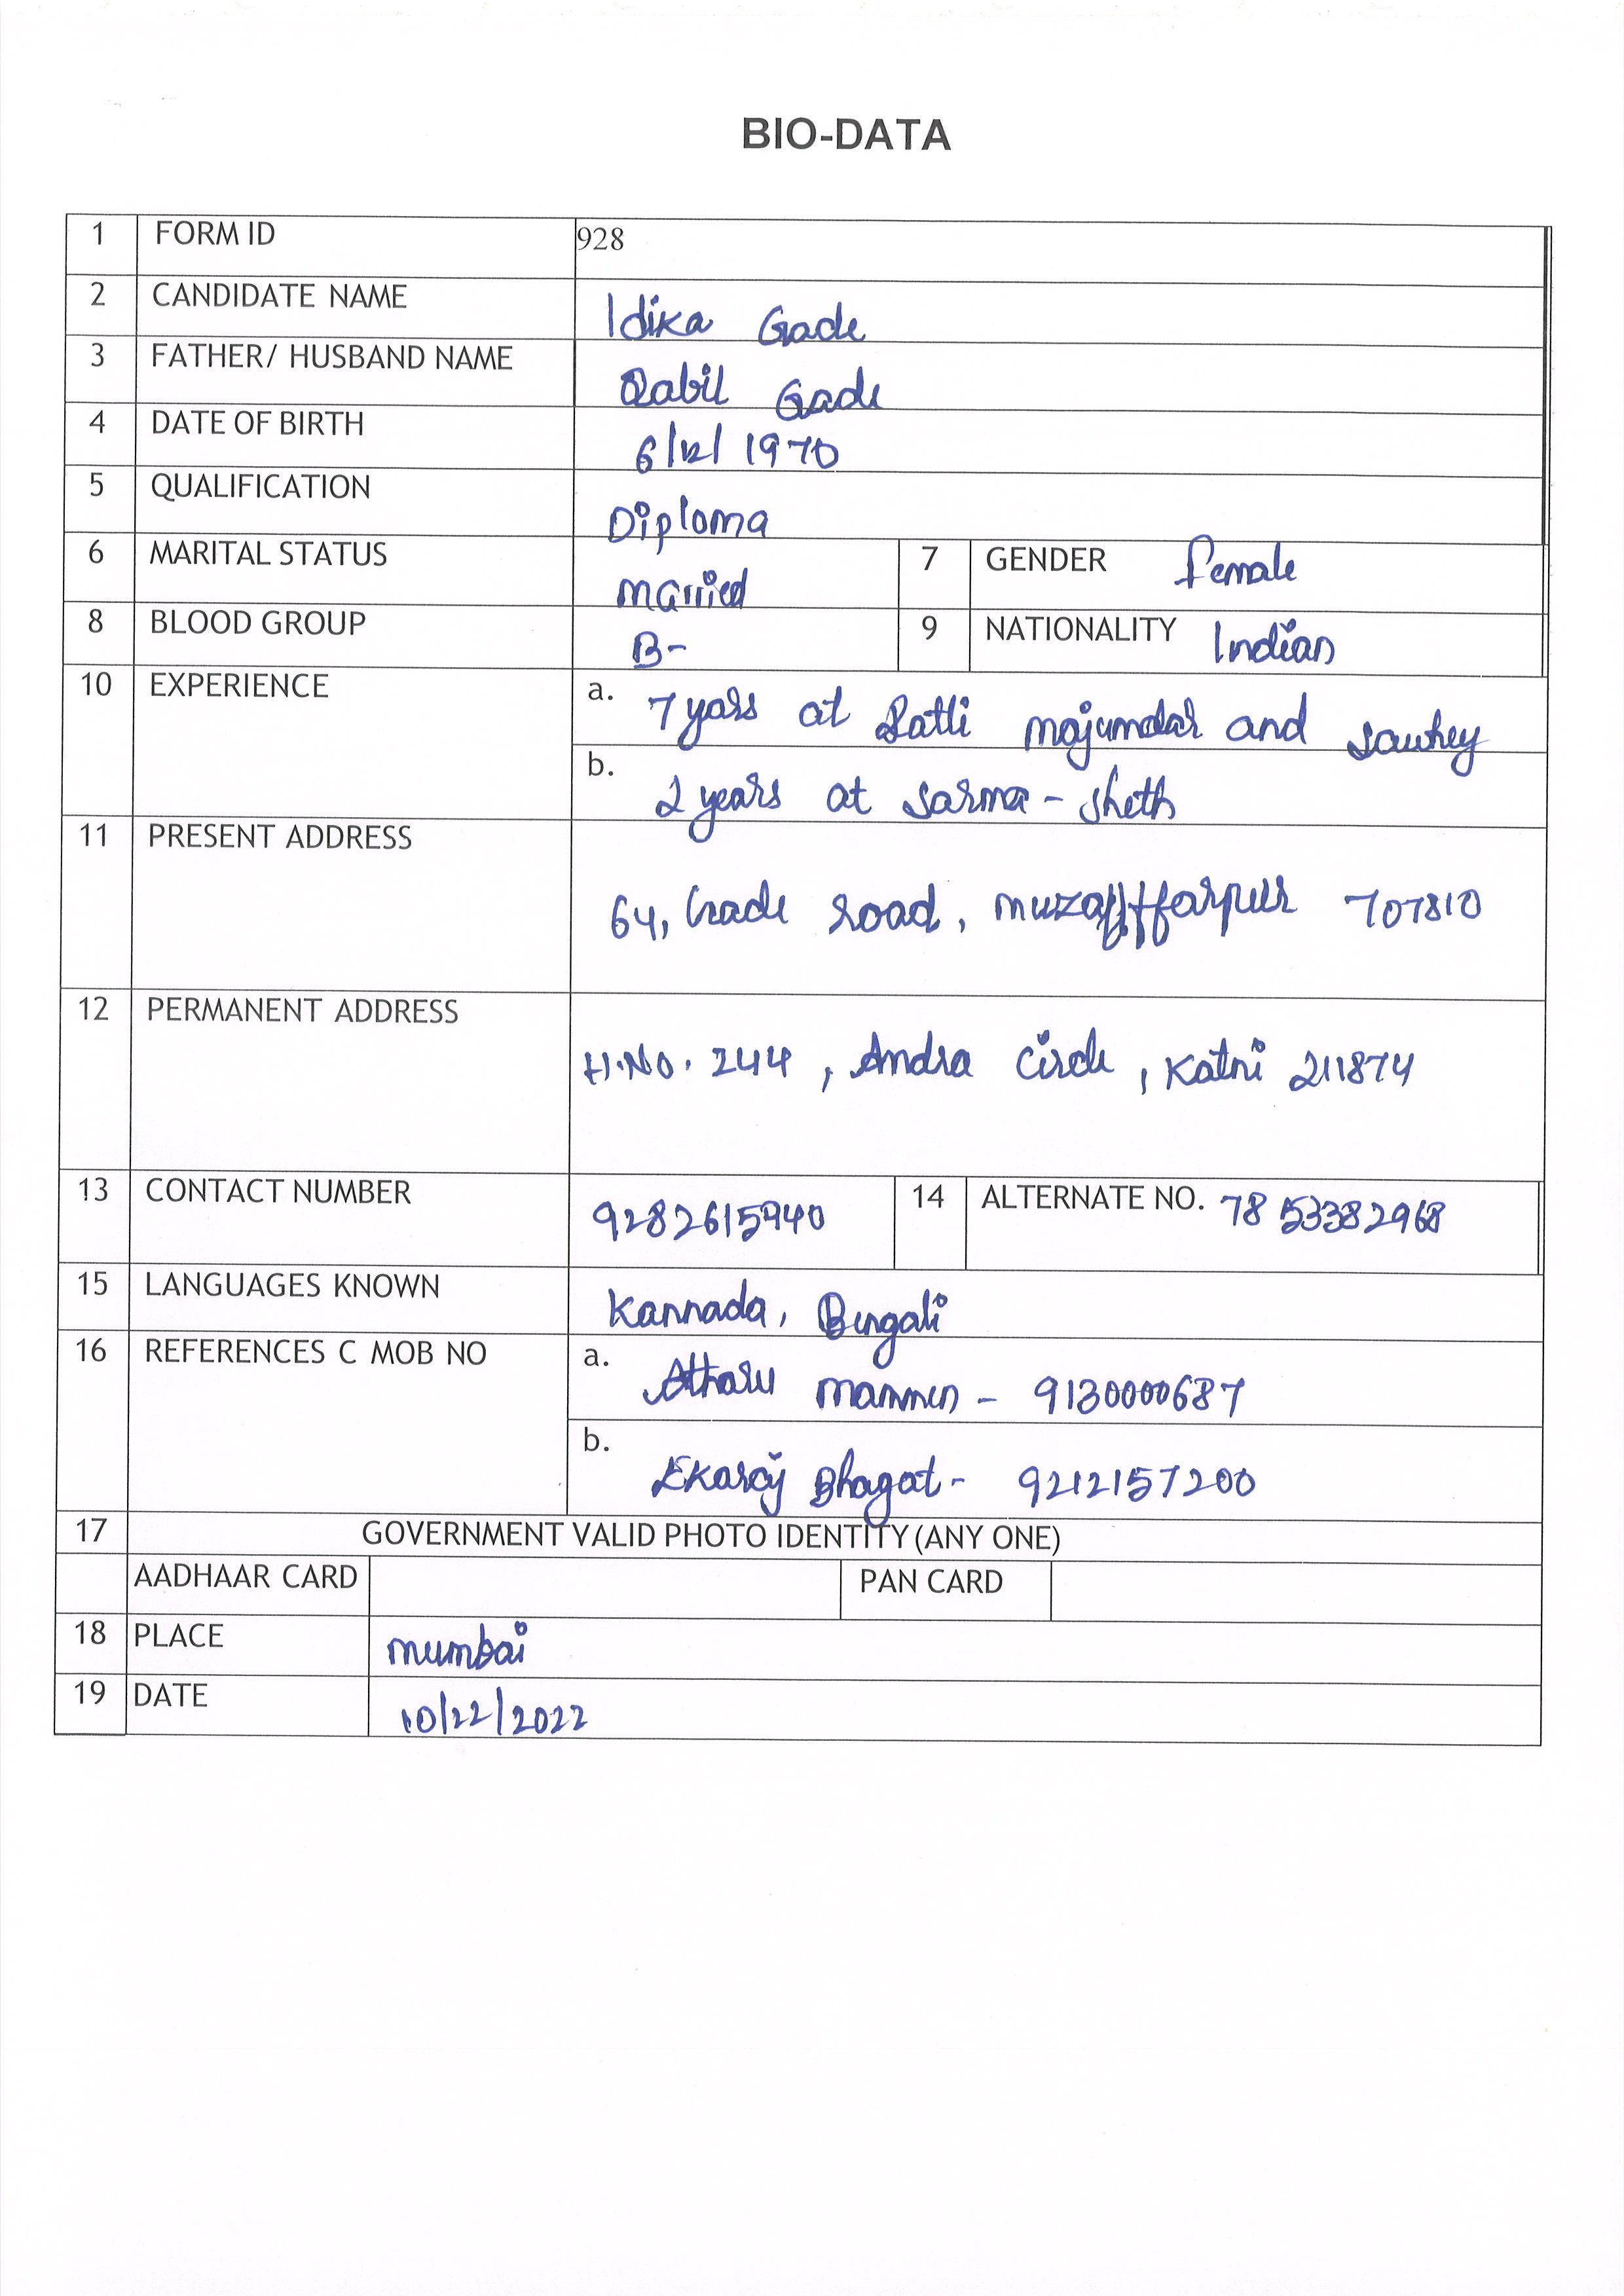 BIO-DATA
1 FORM ID 928
2 CANDIDATE NAME Idika Gade
3 FATHER/ HUSBAND NAME Qabil Gade
4 DATE OF BIRTH 6/12/1970
5 QUALIFICATION Diploma
6 MARITAL STATUS married 7 GENDER Female
8 BLOOD GROUP B- 9 NATIONALITY Indian
10 EXPERIENCE a. 7 years at Ratti majumdar and sawhey
b. 2 years at sarma - sheth
11 PRESENT ADDRESS 64, Gade road, muzaffarpur 707810
12 PERMANENT ADDRESS H.No. 244, Andra Circle, Katni 211874
13 CONTACT NUMBER 9282615940 14 ALTERNATE NO. 7853382968
15 LANGUAGES KNOWN Kannada, Bengali
16 REFERENCES C MOB NO a. mammen - 9130000687
b. Ekaraj Bhagat - 9212157200
17 GOVERNMENT VALID PHOTO IDENTITY (ANY ONE)
AADHAAR CARD PAN CARD
18 PLACE mumbai
19 DATE 10/22/2022